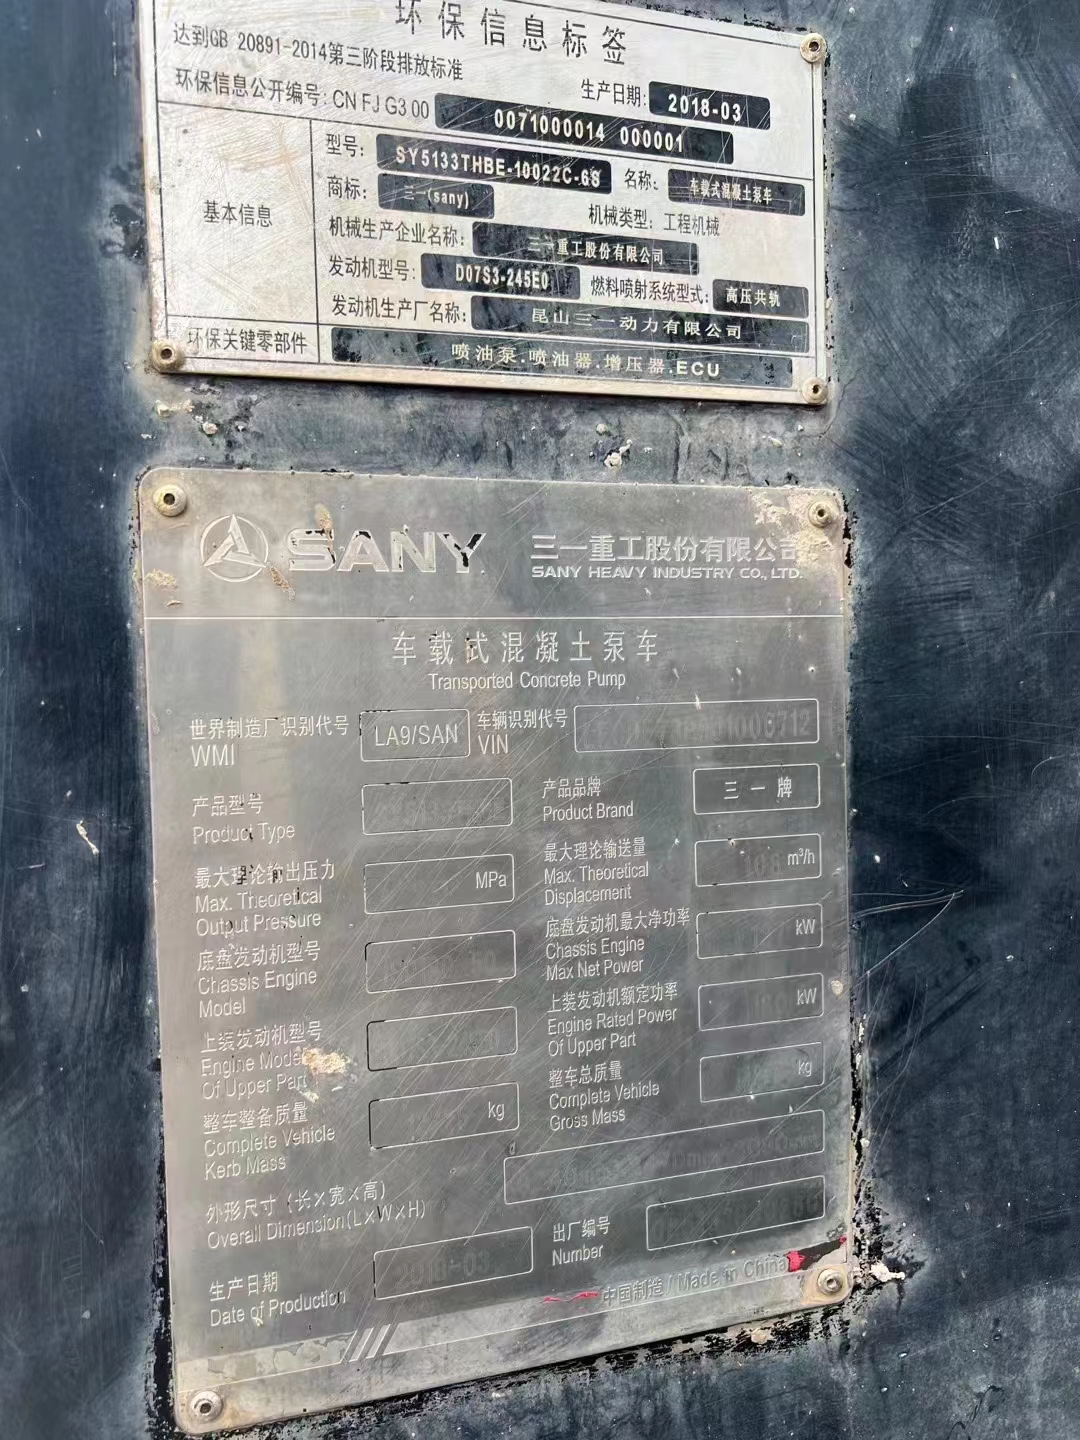 环保信息标签
达到GB 20891-2014第三阶段排放标准
生产日期: 2018-03
环保信息公开编号: CN FJ G3 00 0071000014 000001
基本信息
型号: SY5133THBE-10022C-6S 名称: 车载式混凝土泵车
商标: 三一(sany) 机械类型: 工程机械
机械生产企业名称: 三一重工股份有限公司
发动机型号: D07S3-245E0 燃料喷射系统型式: 高压共轨
发动机生产厂名称: 昆山三一动力有限公司
环保关键零部件 喷油泵.喷油器.增压器.ECU
SANY 三一重工股份有限公司
SANY HEAVY INDUSTRY CO., LTD.
车载式混凝土泵车
Transported Concrete Pump
世界制造厂识别代号 LA9/SAN 车辆识别代号
WMI VIN
产品型号 产品品牌 三一牌
Product Type Product Brand
最大理论输出压力 MPa 最大理论输送量 m³/h
Max. Theoretical Max. Theoretical
Output Pressure Displacement
底盘发动机型号 底盘发动机最大净功率 kW
Chassis Engine Chassis Engine
Model Max Net Power
上装发动机型号 上装发动机额定功率 kW
Engine Model Engine Rated Power
Of Upper Part Of Upper Part
整车整备质量 kg 整车总质量 kg
Complete Vehicle Complete Vehicle
Kerb Mass Gross Mass
外形尺寸 (长×宽×高)
Overall Dimension(L×W×H)
生产日期 2018-03 出厂编号
Date of Production Number
中国制造 / Made in China